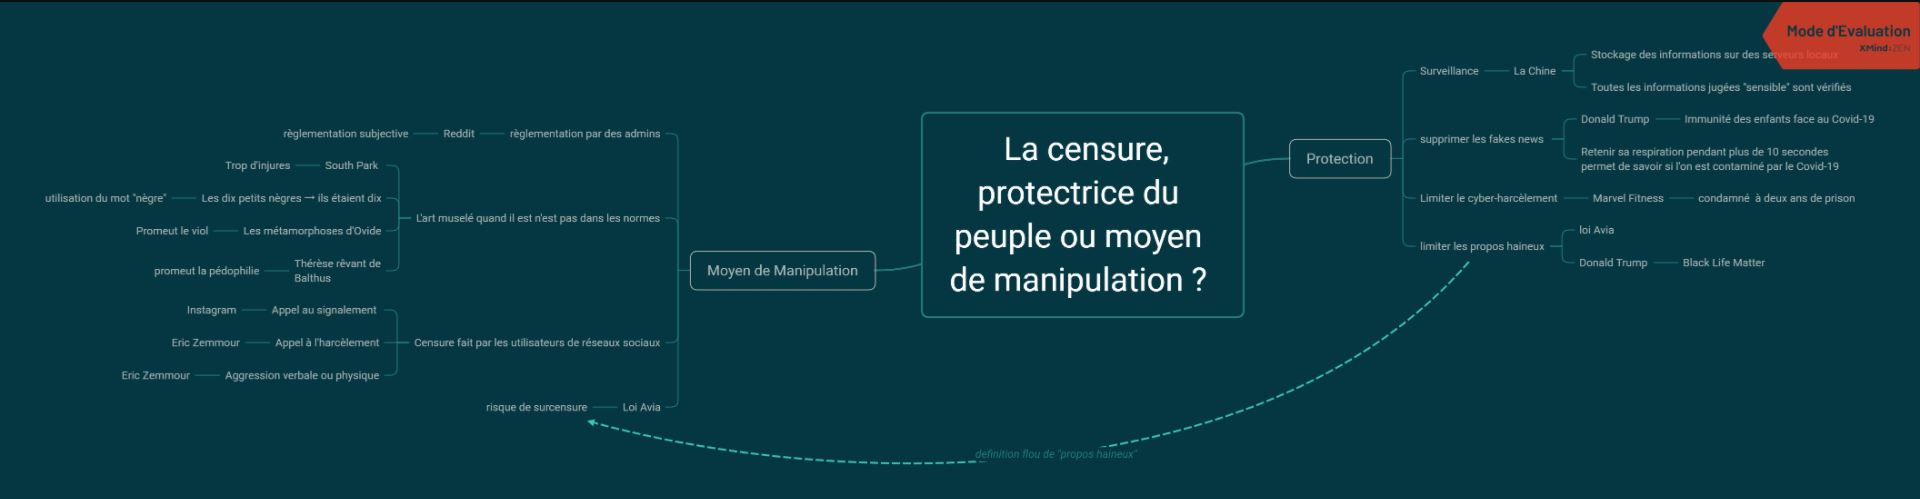 Mode d'Evaluation
XMind:ZEN
La censure,
protectrice du
peuple ou moyen
de manipulation ?
Protection
Surveillance
La Chine
Stockage des informations sur des serveurs locaux
Toutes les informations jugées "sensible" sont vérifiés
supprimer les fakes news
Donald Trump
Immunité des enfants face au Covid-19
Retenir sa respiration pendant plus de 10 secondes
permet de savoir si l'on est contaminé par le Covid-19
Limiter le cyber-harcèlement
Marvel Fitness
condamné à deux ans de prison
limiter les propos haineux
loi Avia
Donald Trump
Black Life Matter
Moyen de Manipulation
règlementation par des admins
Reddit
règlementation subjective
L'art muselé quand il est n'est pas dans les normes
South Park
Trop d'injures
Les dix petits nègres → ils étaient dix
utilisation du mot "nègre"
Les métamorphoses d'Ovide
Promeut le viol
Thérèse rêvant de
Balthus
promeut la pédophilie
Censure fait par les utilisateurs de réseaux sociaux
Appel au signalement
Instagram
Appel à l'harcèlement
Eric Zemmour
Aggression verbale ou physique
Eric Zemmour
Loi Avia
risque de surcensure
definition flou de "propos haineux"